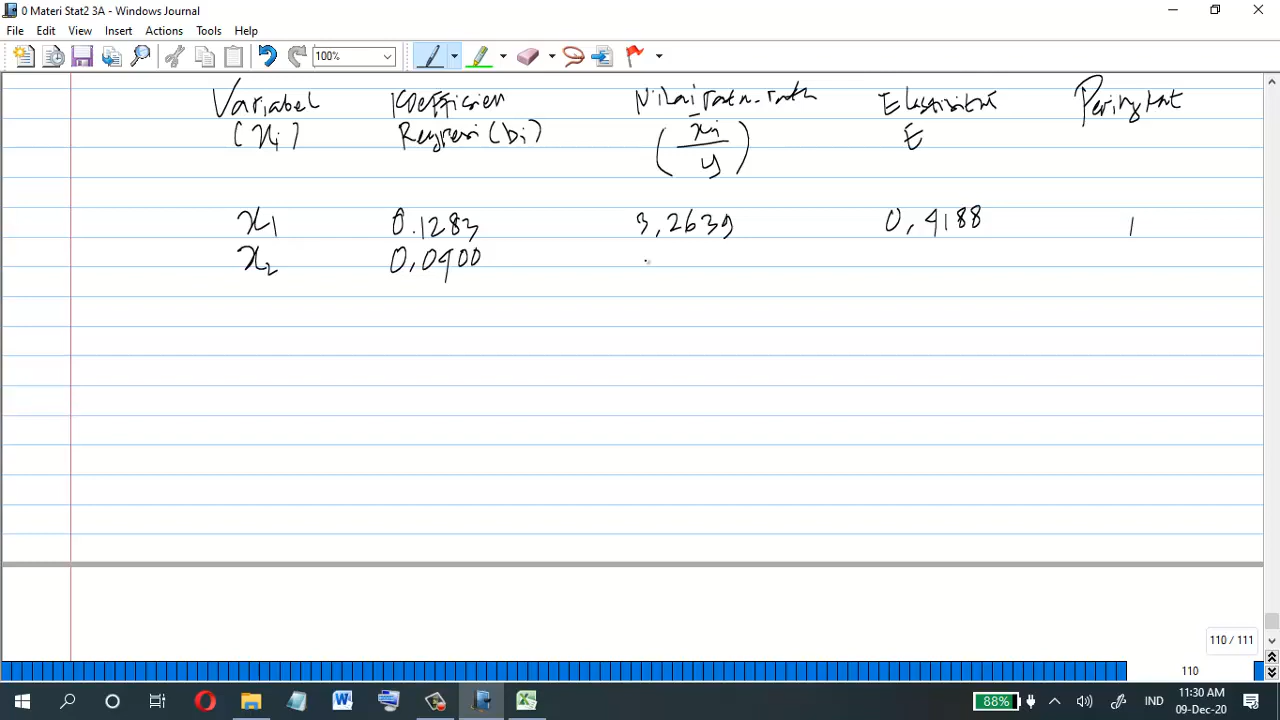 0 Materi Stat2 3A - Windows Journal
File Edit View Insert Actions Tools Help
100%
Variabel Koefficien Nilai rata-rata Elastisitas Peringkat
(xi) Regresi (bi) (x̄i / y) E
x1 0.1283 3,2639 0,4188 1
x2 0,0400
110 / 111
110
88% IND 11:30 AM
09-Dec-20